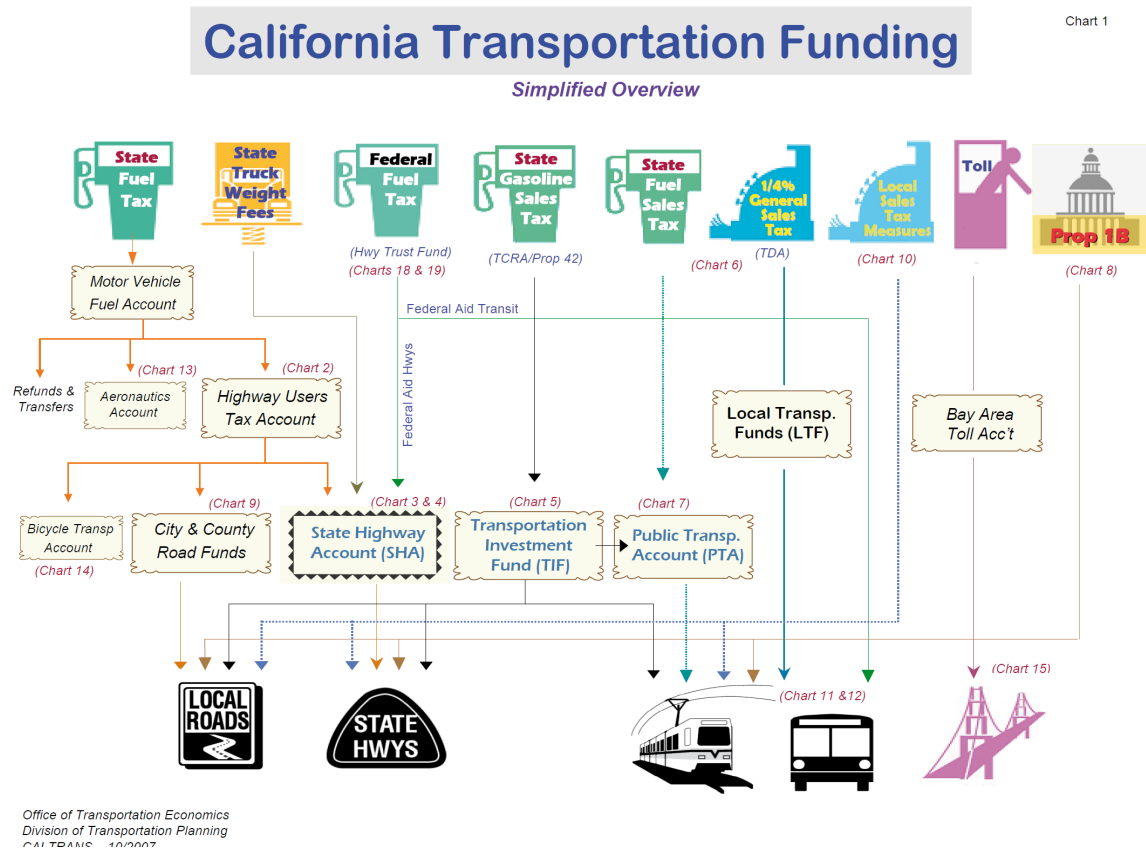 Chart 1
California Transportation Funding
Simplified Overview
State
Fuel
Tax
State
Truck
Weight
Fees
Federal
Fuel
Tax
State
Gasoline
Sales
Tax
State
Fuel
Sales
Tax
1/4%
General
Sales
Tax
Local
Sales
Tax
Measures
Toll
Prop 1B
(Hwy Trust Fund)
(Charts 18 & 19)
(TCRA/Prop 42)
(Chart 6)
(TDA)
(Chart 10)
(Chart 8)
Motor Vehicle
Fuel Account
Federal Aid Transit
Federal Aid Hwys
Refunds &
Transfers
(Chart 13)
Aeronautics
Account
(Chart 2)
Highway Users
Tax Account
Local Transp.
Funds (LTF)
Bay Area
Toll Acc't
Bicycle Transp
Account
(Chart 14)
(Chart 9)
City & County
Road Funds
(Chart 3 & 4)
State Highway
Account (SHA)
(Chart 5)
Transportation
Investment
Fund (TIF)
(Chart 7)
Public Transp.
Account (PTA)
LOCAL
ROADS
STATE
HWYS
(Chart 11 &12)
(Chart 15)
Office of Transportation Economics
Division of Transportation Planning
CALTRANS 10/2007